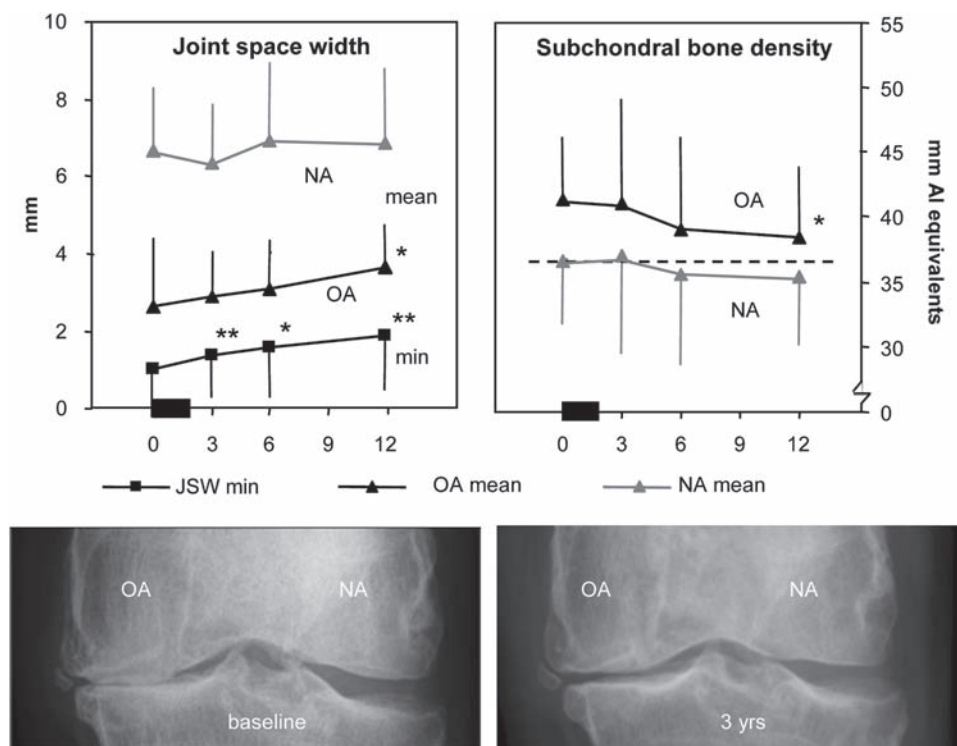 Joint space width
10
8
6
4
2
0
mm
NA
mean
*
OA
**
*
**
min
0 3 6 9 12
Subchondral bone density
55
50
45
40
35
30
0
mm Al equivalents
OA
*
NA
0 3 6 9 12
JSW min OA mean NA mean
OA NA
baseline
OA NA
3 yrs